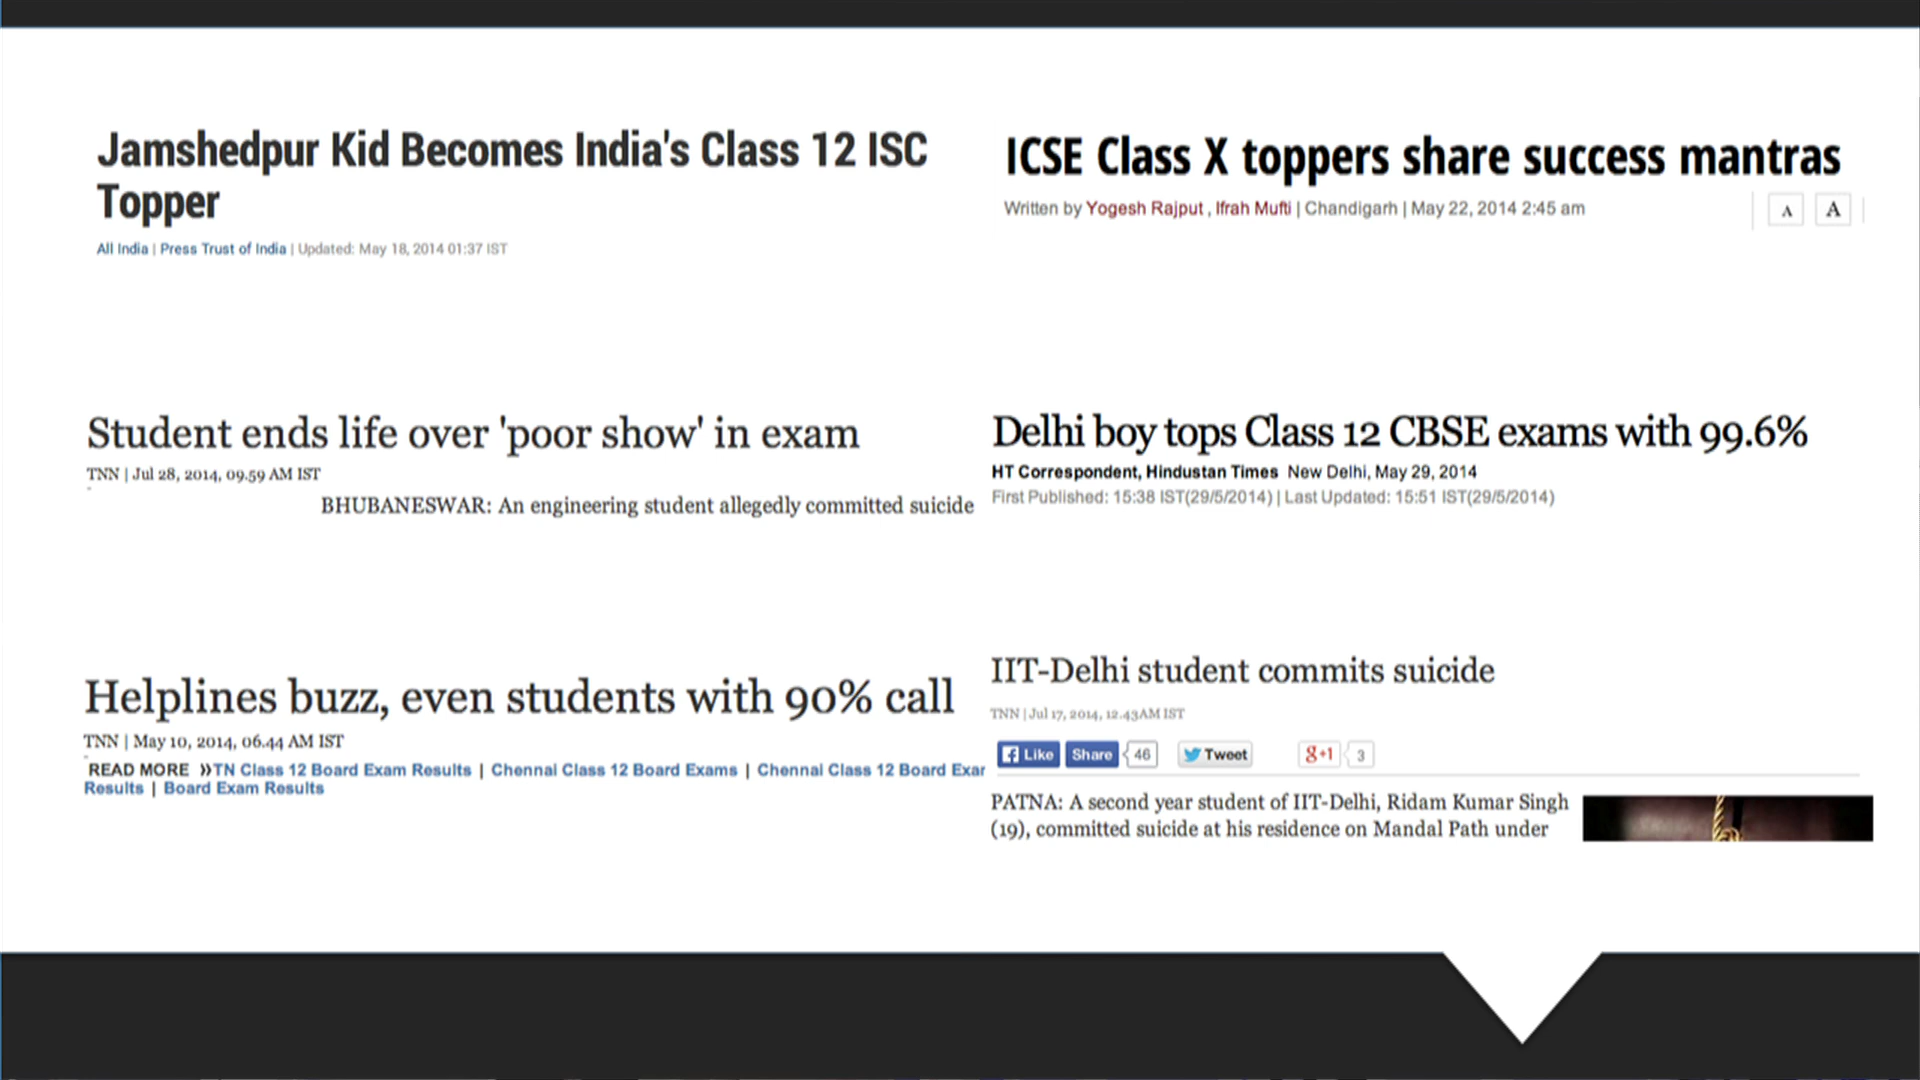 Jamshedpur Kid Becomes India's Class 12 ISC
Topper
All India | Press Trust of India | Updated: May 18, 2014 01:37 IST
ICSE Class X toppers share success mantras
Written by Yogesh Rajput , Ifrah Mufti | Chandigarh | May 22, 2014 2:45 am
A
A
Student ends life over 'poor show' in exam
TNN | Jul 28, 2014, 09.59 AM IST
BHUBANESWAR: An engineering student allegedly committed suicide
Delhi boy tops Class 12 CBSE exams with 99.6%
HT Correspondent, Hindustan Times New Delhi, May 29, 2014
First Published: 15:38 IST(29/5/2014) | Last Updated: 15:51 IST(29/5/2014)
Helplines buzz, even students with 90% call
TNN | May 10, 2014, 06.44 AM IST
READ MORE »TN Class 12 Board Exam Results | Chennai Class 12 Board Exams | Chennai Class 12 Board Exar
Results | Board Exam Results
IIT-Delhi student commits suicide
TNN | Jul 17, 2014, 12.43AM IST
Like Share 46 Tweet g+1 3
PATNA: A second year student of IIT-Delhi, Ridam Kumar Singh
(19), committed suicide at his residence on Mandal Path under